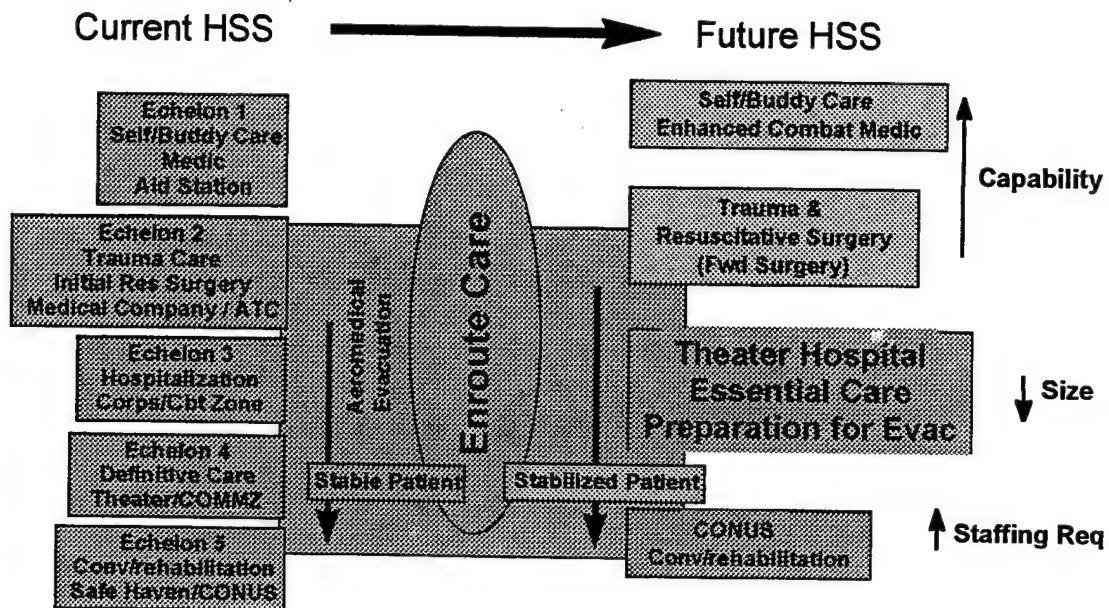 Current HSS
Future HSS
Echelon 1
Self/Buddy Care
Medic
Aid Station
Echelon 2
Trauma Care
Initial Res Surgery
Medical Company / ATC
Echelon 3
Hospitalization
Corps/Cbt Zone
Echelon 4
Definitive Care
Theater/COMMZ
Echelon 5
Conv/rehabilitation
Safe Haven/CONUS
Aeromedical
Evacuation
Enroute Care
Stable Patient
Stabilized Patient
Self/Buddy Care
Enhanced Combat Medic
Trauma &
Resuscitative Surgery
(Fwd Surgery)
Theater Hospital
Essential Care
Preparation for Evac
CONUS
Conv/rehabilitation
Capability
Size
Staffing Req